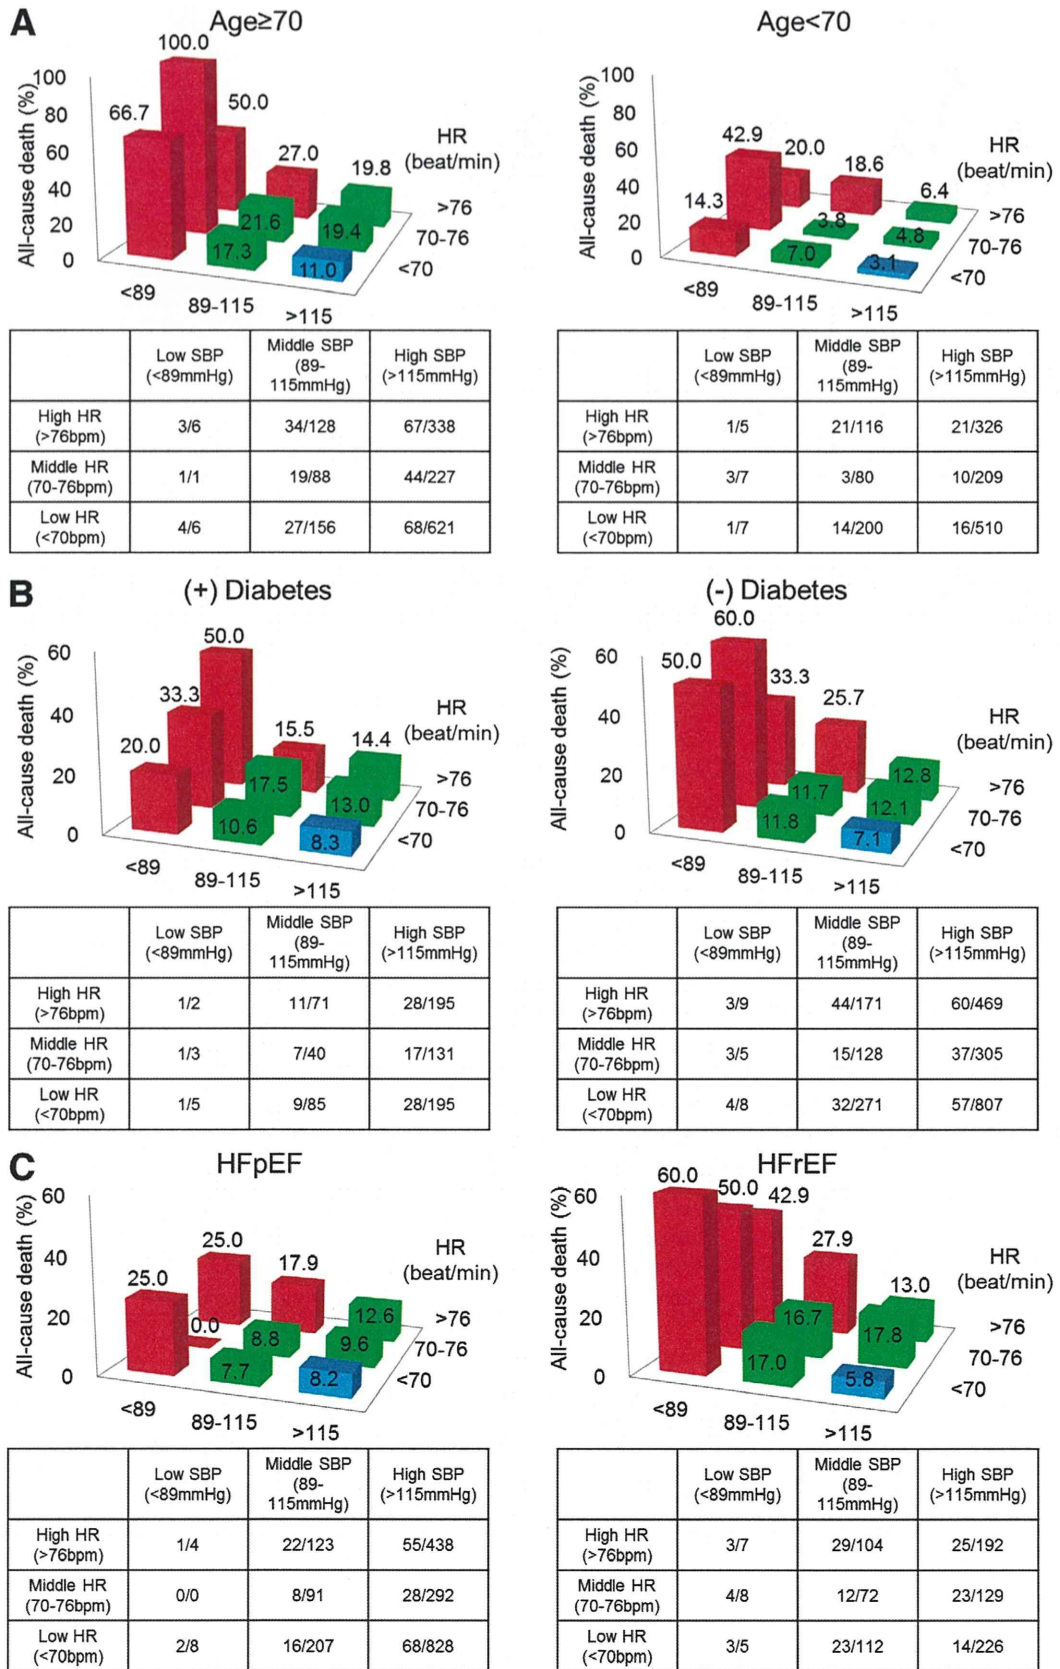 A
Age≥70
All-cause death (%)
100
80
60
40
20
0
66.7
100.0
50.0
27.0
19.8
21.6
19.4
17.3
11.0
HR
(beat/min)
>76
70-76
<70
<89
89-115
>115
Low SBP (<89mmHg)
Middle SBP (89-115mmHg)
High SBP (>115mmHg)
High HR (>76bpm) 3/6 34/128 67/338
Middle HR (70-76bpm) 1/1 19/88 44/227
Low HR (<70bpm) 4/6 27/156 68/621
Age<70
All-cause death (%)
100
80
60
40
20
0
14.3
42.9
20.0
18.6
6.4
3.8
4.8
7.0
3.1
HR
(beat/min)
>76
70-76
<70
<89
89-115
>115
Low SBP (<89mmHg)
Middle SBP (89-115mmHg)
High SBP (>115mmHg)
High HR (>76bpm) 1/5 21/116 21/326
Middle HR (70-76bpm) 3/7 3/80 10/209
Low HR (<70bpm) 1/7 14/200 16/510
B
(+) Diabetes
All-cause death (%)
60
40
20
0
20.0
33.3
50.0
15.5
14.4
17.5
13.0
10.6
8.3
HR
(beat/min)
>76
70-76
<70
<89
89-115
>115
Low SBP (<89mmHg)
Middle SBP (89-115mmHg)
High SBP (>115mmHg)
High HR (>76bpm) 1/2 11/71 28/195
Middle HR (70-76bpm) 1/3 7/40 17/131
Low HR (<70bpm) 1/5 9/85 28/195
(-) Diabetes
All-cause death (%)
60
40
20
0
50.0
60.0
33.3
25.7
12.8
11.7
12.1
11.8
7.1
HR
(beat/min)
>76
70-76
<70
<89
89-115
>115
Low SBP (<89mmHg)
Middle SBP (89-115mmHg)
High SBP (>115mmHg)
High HR (>76bpm) 3/9 44/171 60/469
Middle HR (70-76bpm) 3/5 15/128 37/305
Low HR (<70bpm) 4/8 32/271 57/807
C
HFpEF
All-cause death (%)
60
40
20
0
25.0
0.0
25.0
17.9
12.6
8.8
9.6
7.7
8.2
HR
(beat/min)
>76
70-76
<70
<89
89-115
>115
Low SBP (<89mmHg)
Middle SBP (89-115mmHg)
High SBP (>115mmHg)
High HR (>76bpm) 1/4 22/123 55/438
Middle HR (70-76bpm) 0/0 8/91 28/292
Low HR (<70bpm) 2/8 16/207 68/828
HFrEF
All-cause death (%)
60
40
20
0
60.0
50.0
42.9
27.9
13.0
16.7
17.8
17.0
5.8
HR
(beat/min)
>76
70-76
<70
<89
89-115
>115
Low SBP (<89mmHg)
Middle SBP (89-115mmHg)
High SBP (>115mmHg)
High HR (>76bpm) 3/7 29/104 25/192
Middle HR (70-76bpm) 4/8 12/72 23/129
Low HR (<70bpm) 3/5 23/112 14/226